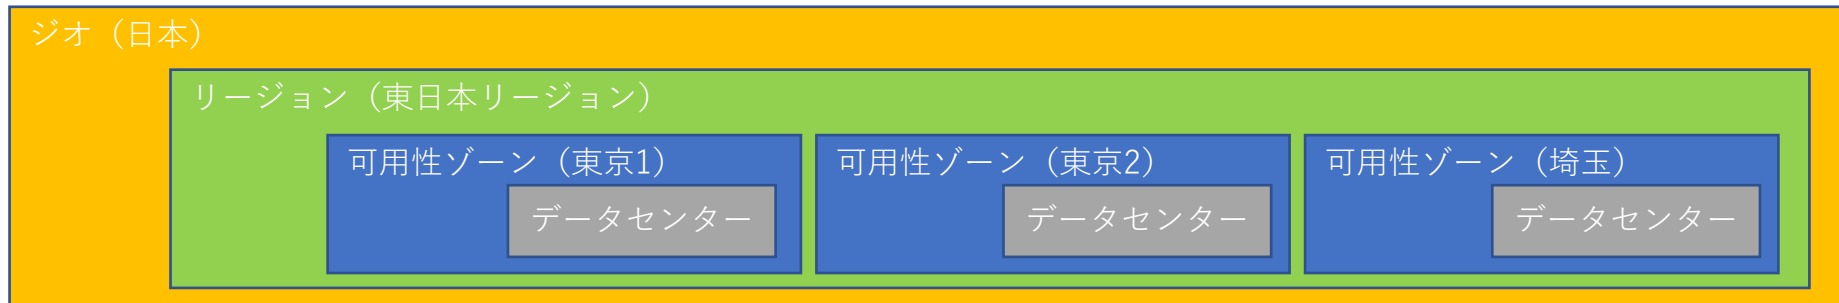 ジオ（日本）
リージョン（東日本リージョン）
可用性ゾーン（東京1）
データセンター
可用性ゾーン（東京2）
データセンター
可用性ゾーン（埼玉）
データセンター